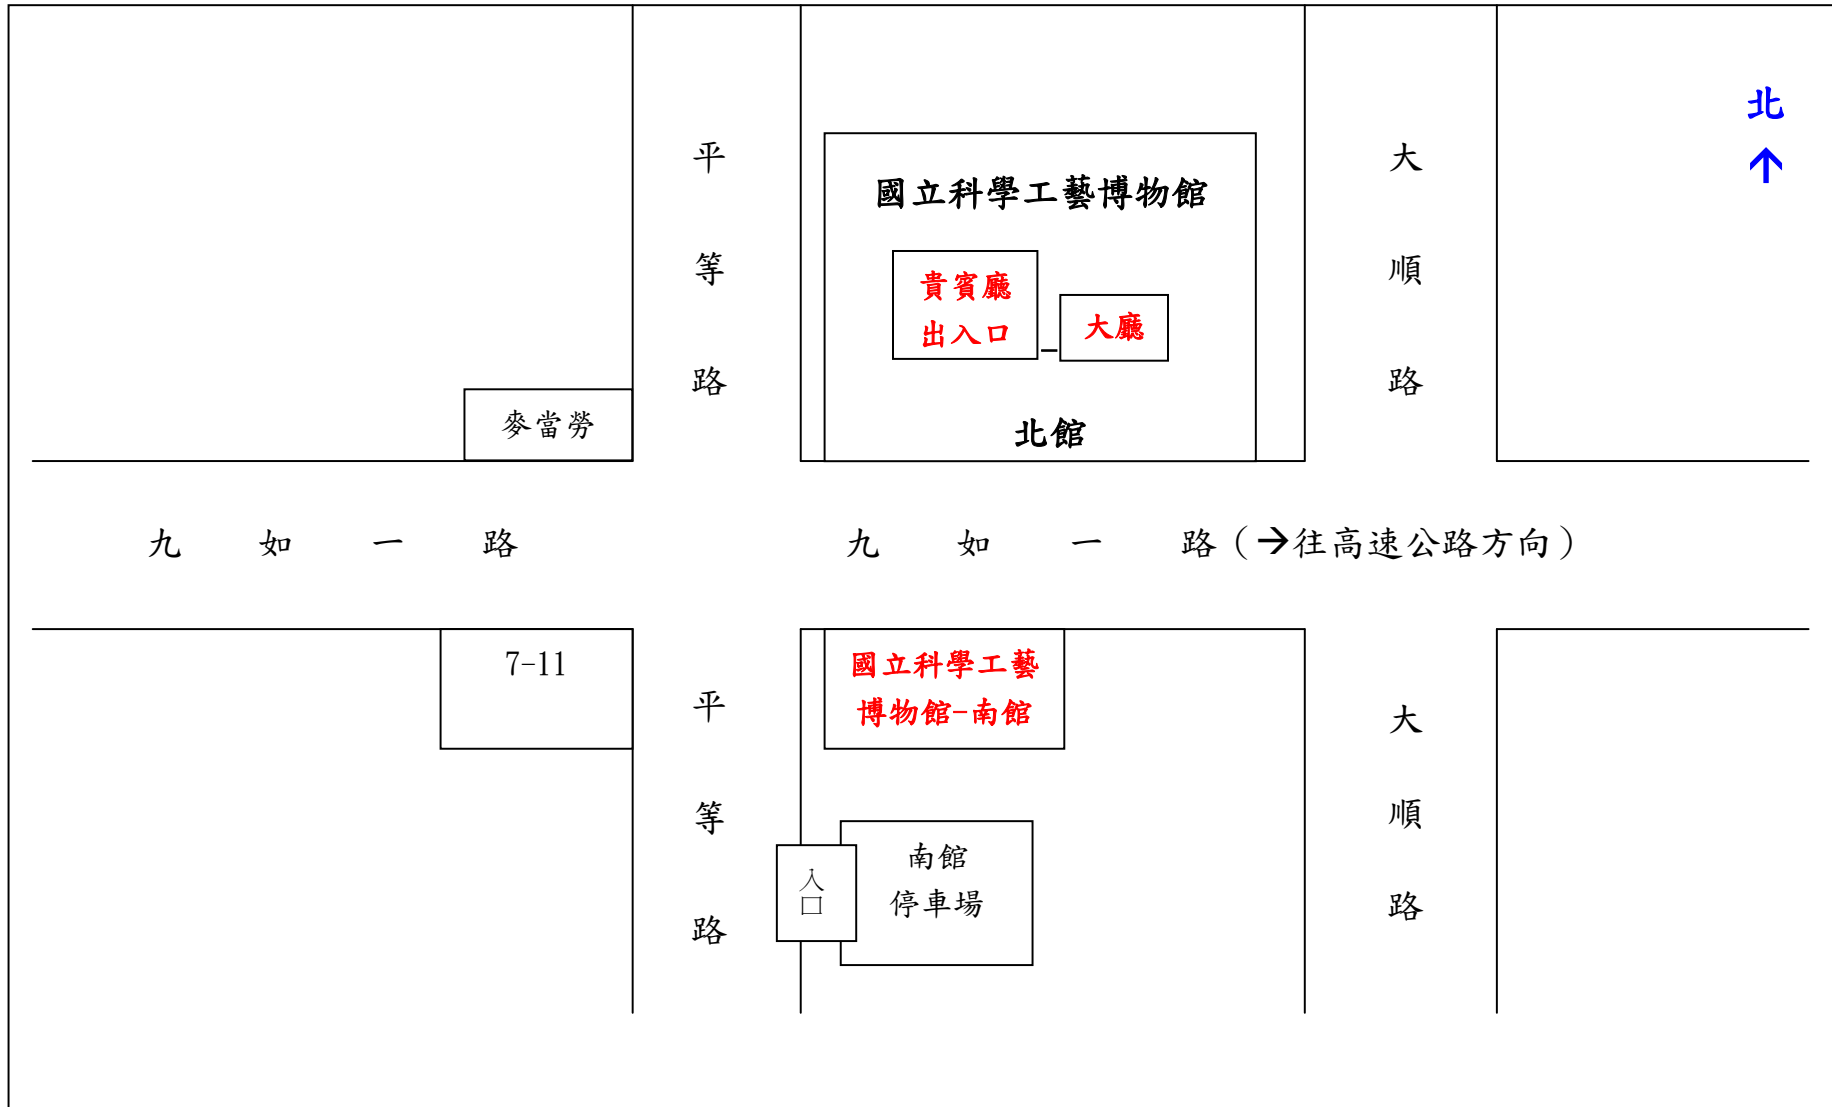 北
↑
平等路
國立科學工藝博物館
大順路
貴賓廳
出入口
大廳
麥當勞
北館
九如一路
九如一路(→往高速公路方向)
7-11
國立科學工藝
博物館-南館
平等路
大順路
入口
南館
停車場